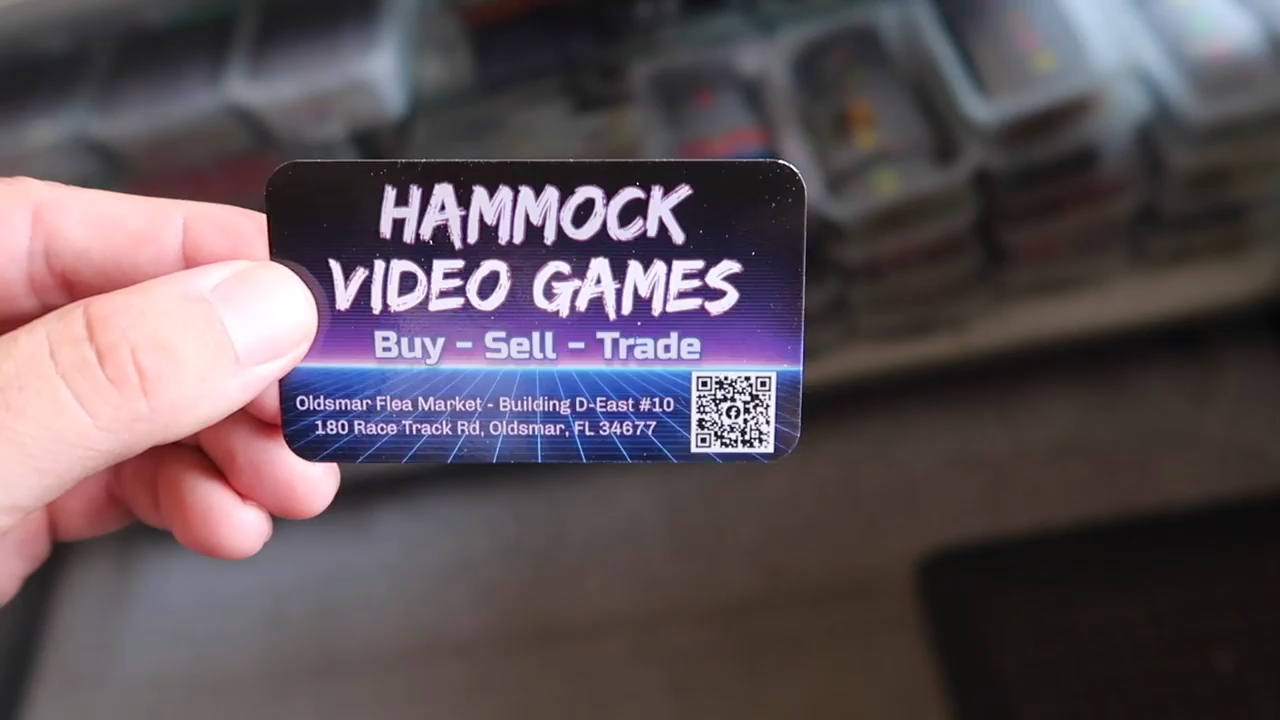 HAMMOCK
VIDEO GAMES
Buy - Sell - Trade
Oldsmar Flea Market - Building D-East #10
180 Race Track Rd, Oldsmar, FL 34677